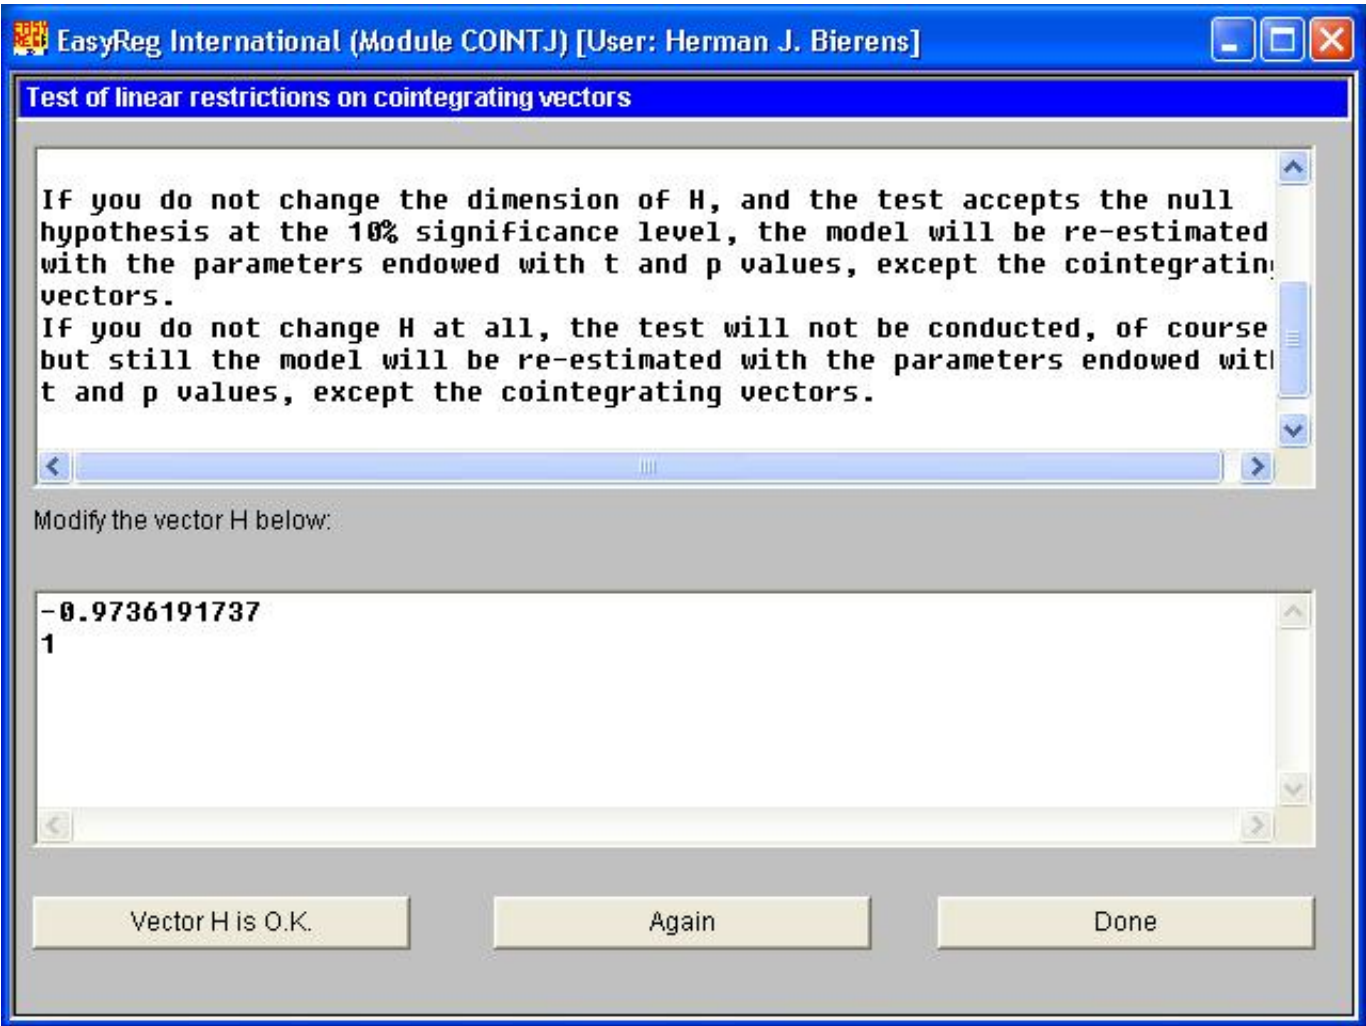 EasyReg International (Module COINTJ) [User: Herman J. Bierens]
Test of linear restrictions on cointegrating vectors
If you do not change the dimension of H, and the test accepts the null
hypothesis at the 10% significance level, the model will be re-estimated
with the parameters endowed with t and p values, except the cointegratin
vectors.
If you do not change H at all, the test will not be conducted, of course
but still the model will be re-estimated with the parameters endowed wit
t and p values, except the cointegrating vectors.
Modify the vector H below:
-0.9736191737
1
Vector H is O.K.
Again
Done